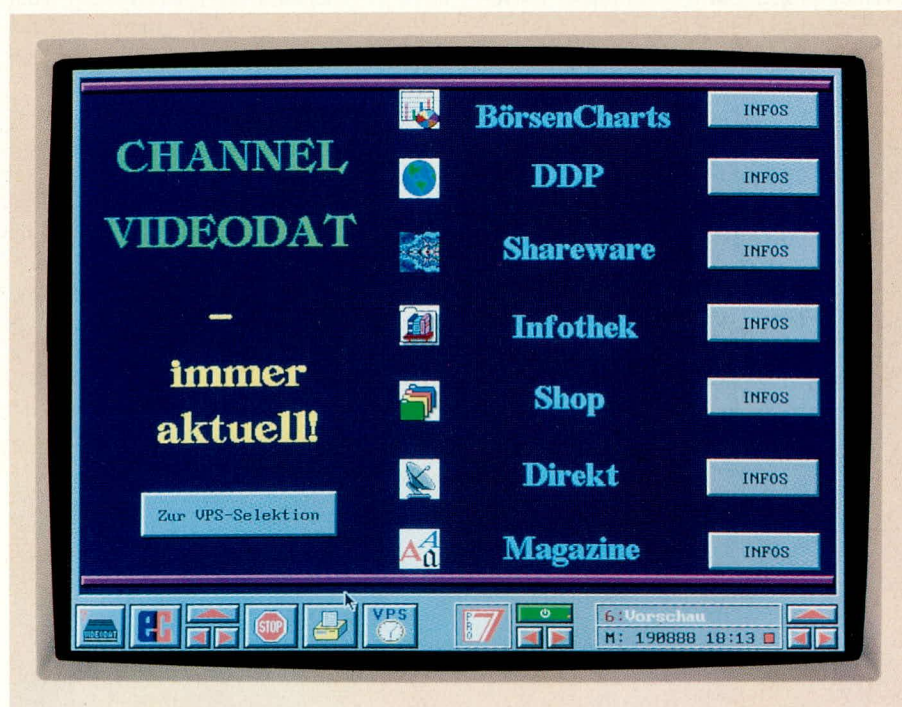 CHANNEL
VIDEODAT
–
immer
aktuell!
Zur VPS-Selektion
BörsenCharts INFOS
DDP INFOS
Shareware INFOS
Infothek INFOS
Shop INFOS
Direkt INFOS
Magazine INFOS
VIDEODAT
ec
STOP
VPS
PRO 7
6:Vorschau
M: 190888 18:13